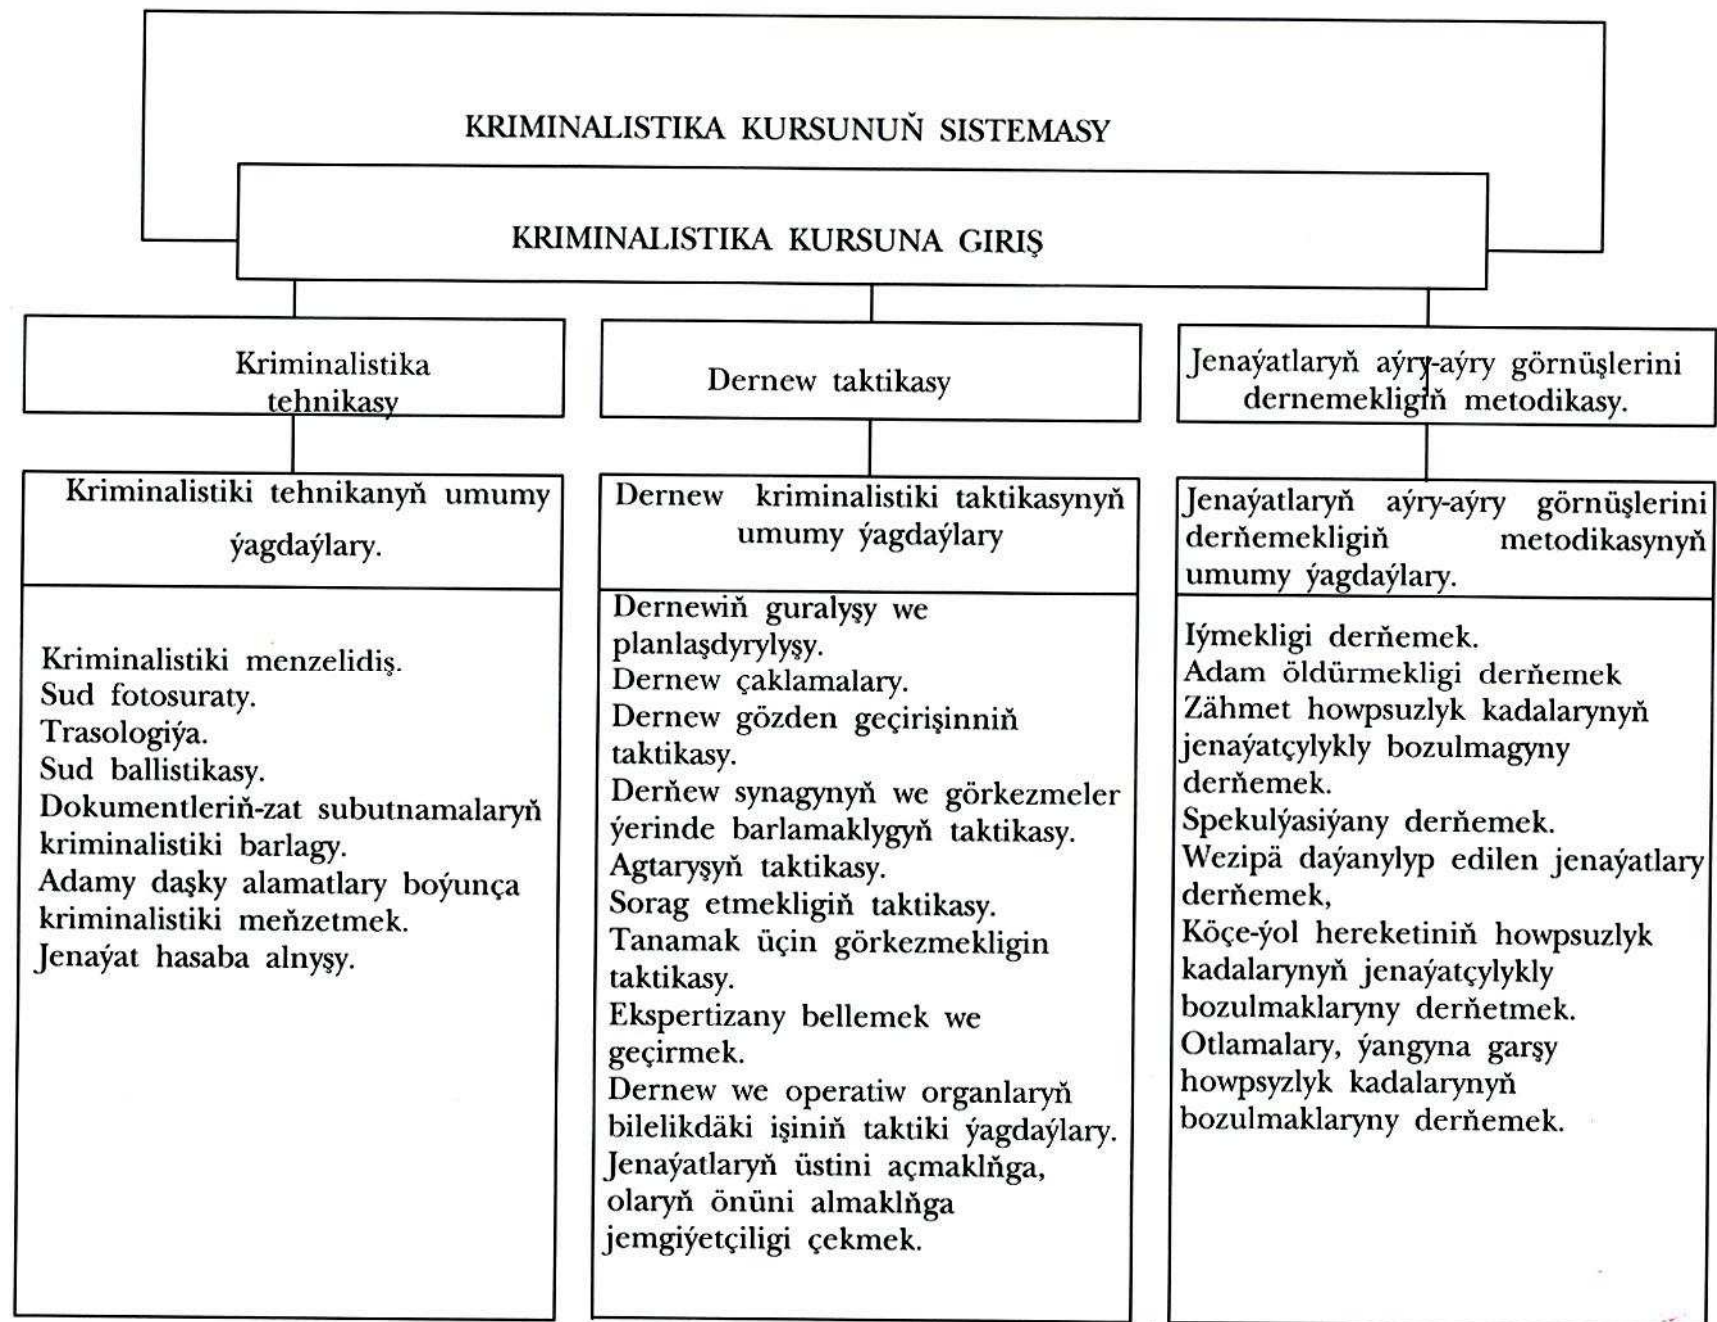 KRIMINALISTIKA KURSUNUŇ SISTEMASY
KRIMINALISTIKA KURSUNA GIRIŞ
Kriminalistika
tehnikasy
Kriminalistiki tehnikanyň umumy
ýagdaýlary.
Kriminalistiki menzelidiş.
Sud fotosuraty.
Trasologiýa.
Sud ballistikasy.
Dokumentleriň-zat subutnamalaryň
kriminalistiki barlagy.
Adamy daşky alamatlary boýunça
kriminalistiki meňzetmek.
Jenaýat hasaba alnyşy.
Dernew taktikasy
Dernew kriminalistiki taktikasynyň
umumy ýagdaýlary
Dernewiň guralyşy we
planlaşdyrylyşy.
Dernew çaklamalary.
Dernew gözden geçirişinniň
taktikasy.
Derňew synagynyň we görkezmeler
ýerinde barlamaklygyň taktikasy.
Agtaryşyň taktikasy.
Sorag etmekligiň taktikasy.
Tanamak üçin görkezmekligin
taktikasy.
Ekspertizany bellemek we
geçirmek.
Dernew we operatiw organlaryň
bilelikdäki işiniň taktiki ýagdaýlary.
Jenaýatlaryň üstini açmaklňga,
olaryň önüni almaklňga
jemgiýetçiligi çekmek.
Jenaýatlaryň aýry-aýry görnüşlerini
dernemekligiň metodikasy.
Jenaýatlaryň aýry-aýry görnüşlerini
derňemekligiň metodikasynyň
umumy ýagdaýlary.
Iýmekligi derňemek.
Adam öldürmekligi derňemek
Zähmet howpsuzlyk kadalarynyň
jenaýatçylykly bozulmagyny
derňemek.
Spekulýasiýany derňemek.
Wezipä daýanylyp edilen jenaýatlary
derňemek,
Köçe-ýol hereketiniň howpsuzlyk
kadalarynyň jenaýatçylykly
bozulmaklaryny derňetmek.
Otlamalary, ýangyna garşy
howpsyzlyk kadalarynyň
bozulmaklaryny derňemek.